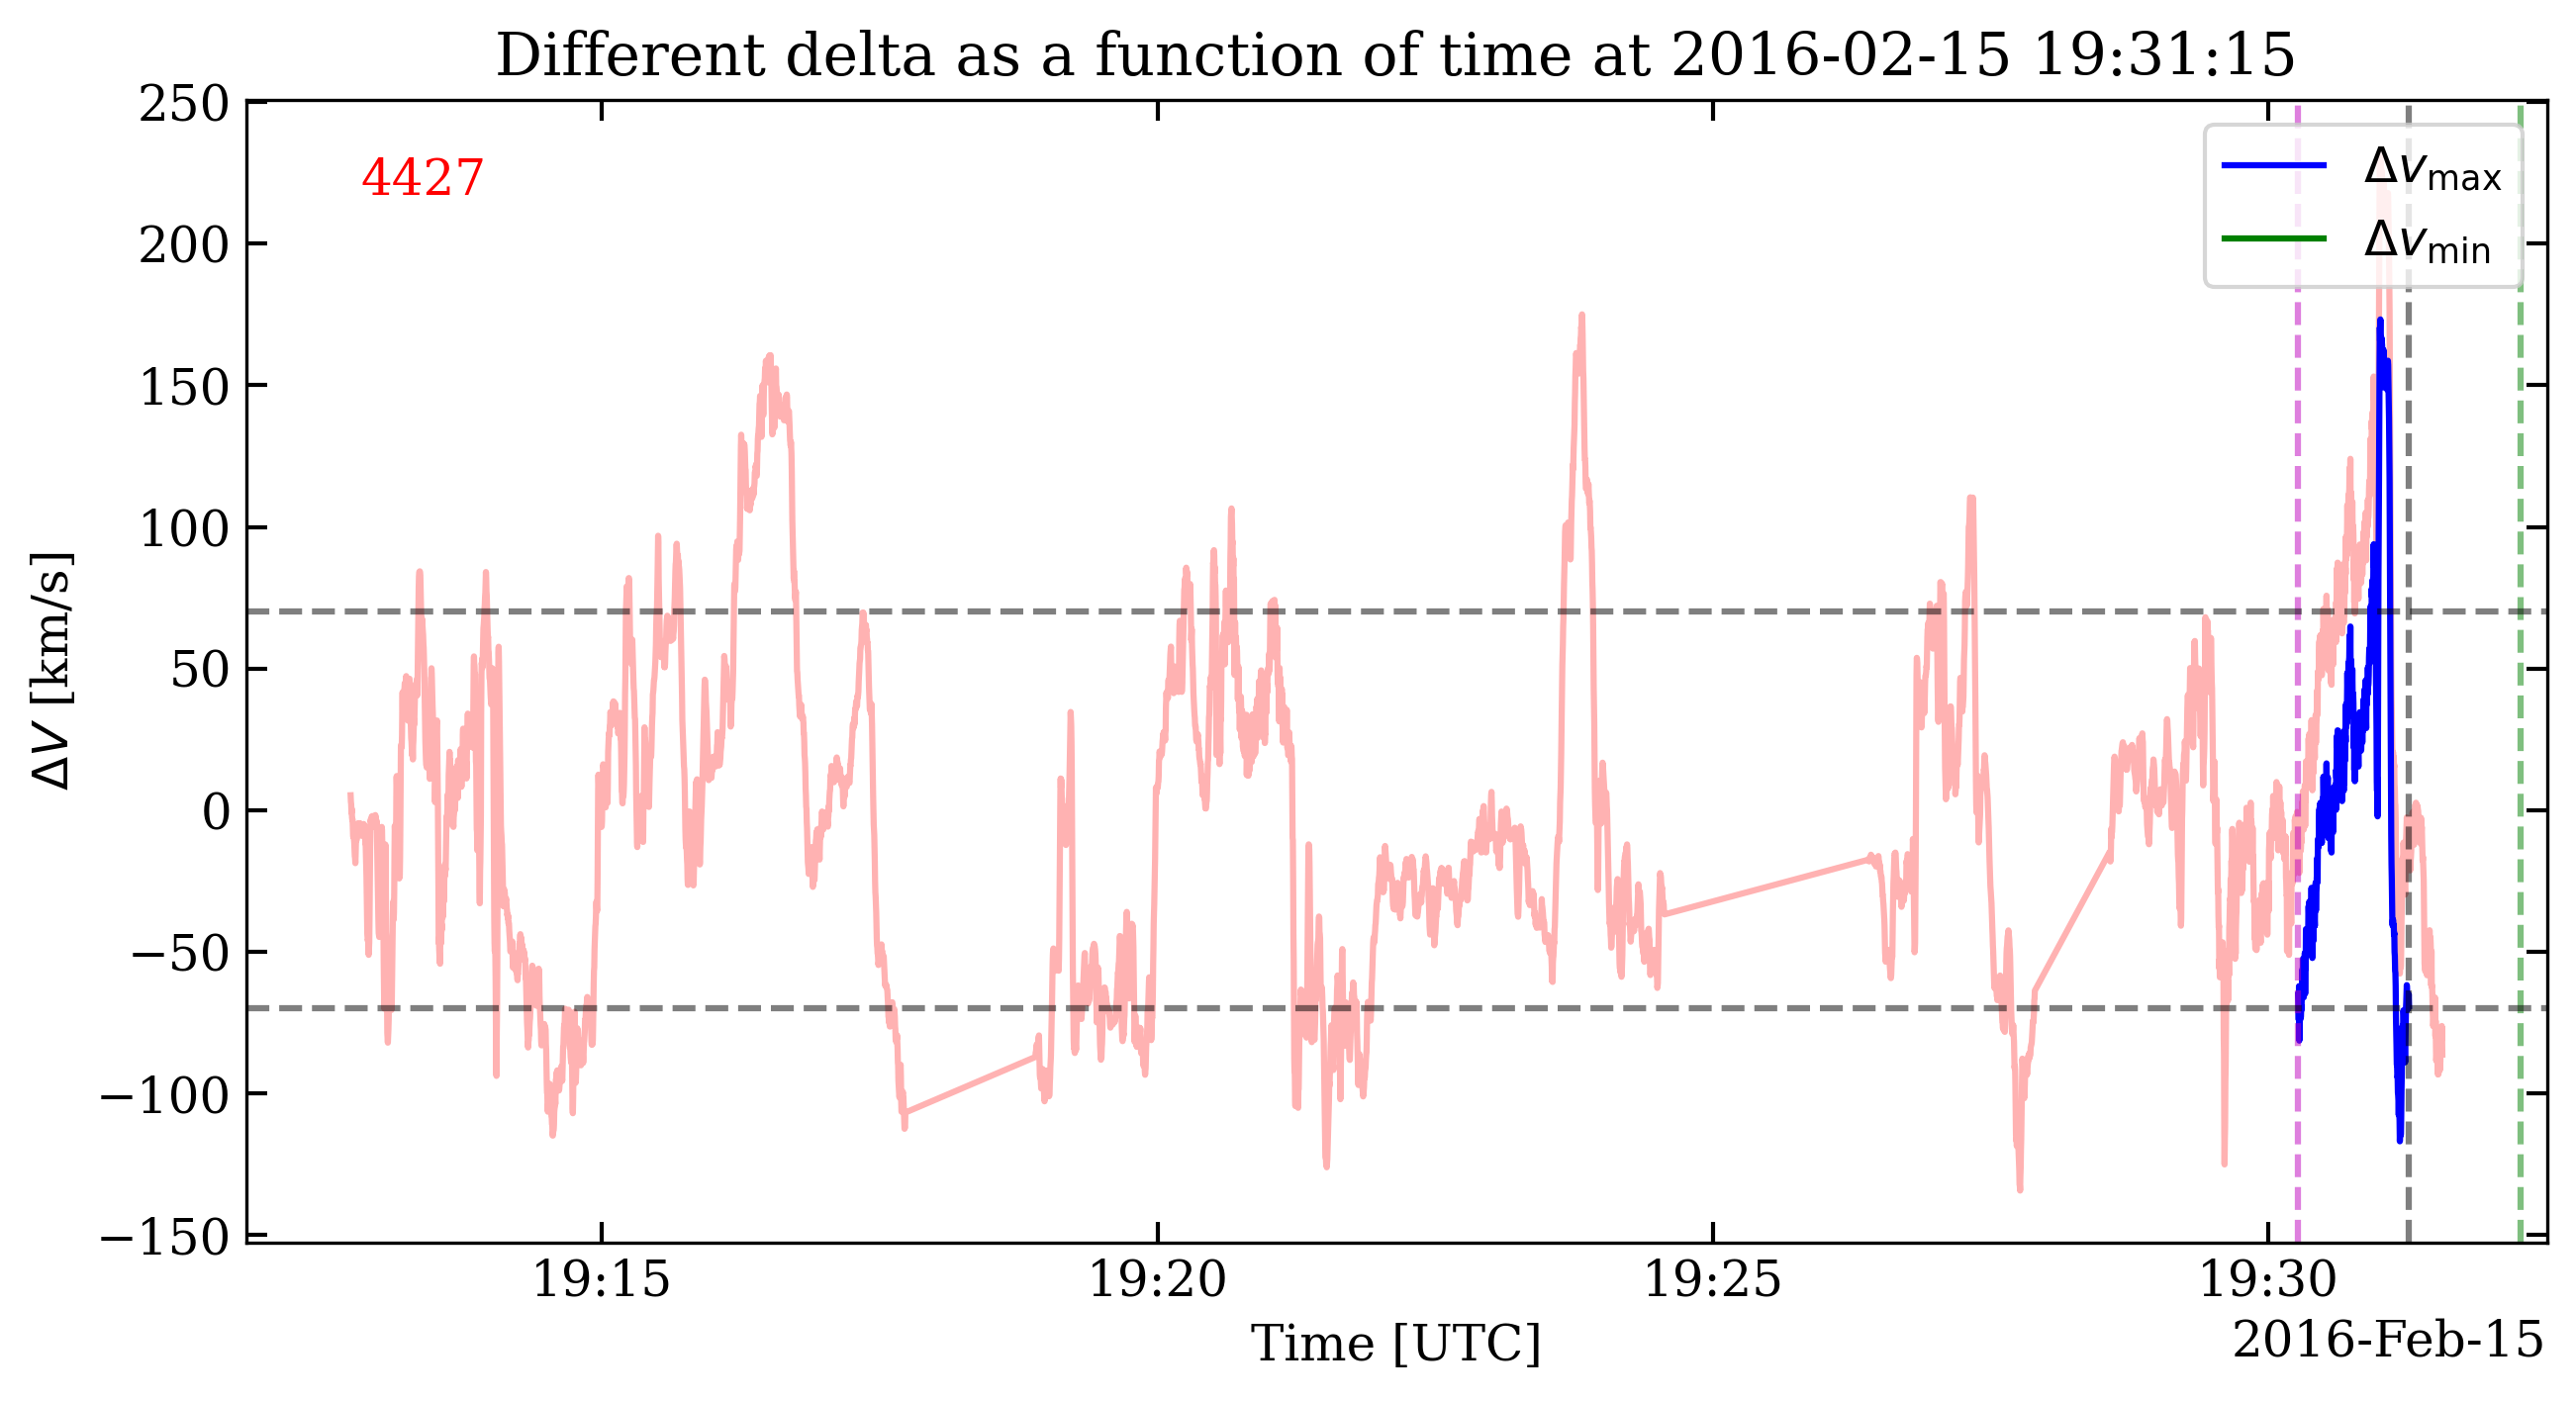 Different delta as a function of time at 2016-02-15 19:31:15
250
200
150
100
50
0
−50
−100
−150
ΔV [km/s]
4427
Δv_max
Δv_min
19:15 19:20 19:25 19:30
Time [UTC]
2016-Feb-15